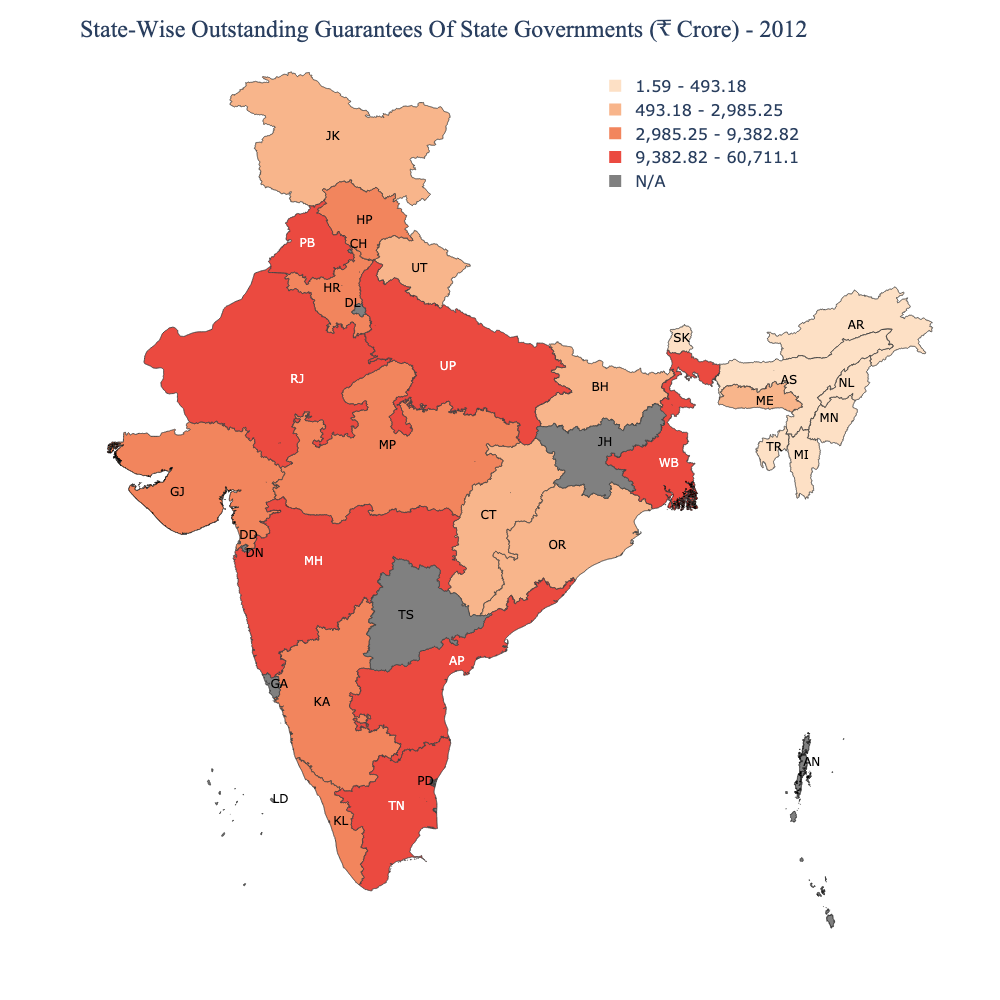 State-Wise Outstanding Guarantees Of State Governments (₹ Crore) - 2012
1.59 - 493.18
493.18 - 2,985.25
2,985.25 - 9,382.82
9,382.82 - 60,711.1
N/A
JK
HP
PB
CH
UT
HR
DL
SK
AR
RJ
UP
AS
NL
BH
ME
MN
MP
JH
TR
MI
WB
GJ
CT
DD
OR
DN
MH
TS
AP
GA
KA
AN
PD
LD
TN
KL